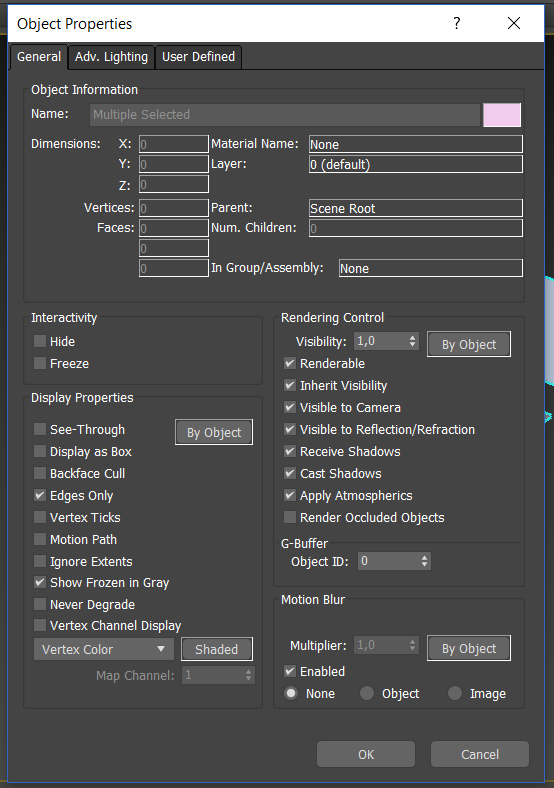 Object Properties
?
General
Adv. Lighting
User Defined
Object Information
Name: Multiple Selected
Dimensions: X: 0 Material Name: None
Y: 0 Layer: 0 (default)
Z: 0
Vertices: 0 Parent: Scene Root
Faces: 0 Num. Children: 0
0
0 In Group/Assembly: None
Interactivity
Hide
Freeze
Display Properties
See-Through
By Object
Display as Box
Backface Cull
Edges Only
Vertex Ticks
Motion Path
Ignore Extents
Show Frozen in Gray
Never Degrade
Vertex Channel Display
Vertex Color
Shaded
Map Channel: 1
Rendering Control
Visibility: 1,0
By Object
Renderable
Inherit Visibility
Visible to Camera
Visible to Reflection/Refraction
Receive Shadows
Cast Shadows
Apply Atmospherics
Render Occluded Objects
G-Buffer
Object ID: 0
Motion Blur
Multiplier: 1,0
By Object
Enabled
None
Object
Image
OK
Cancel